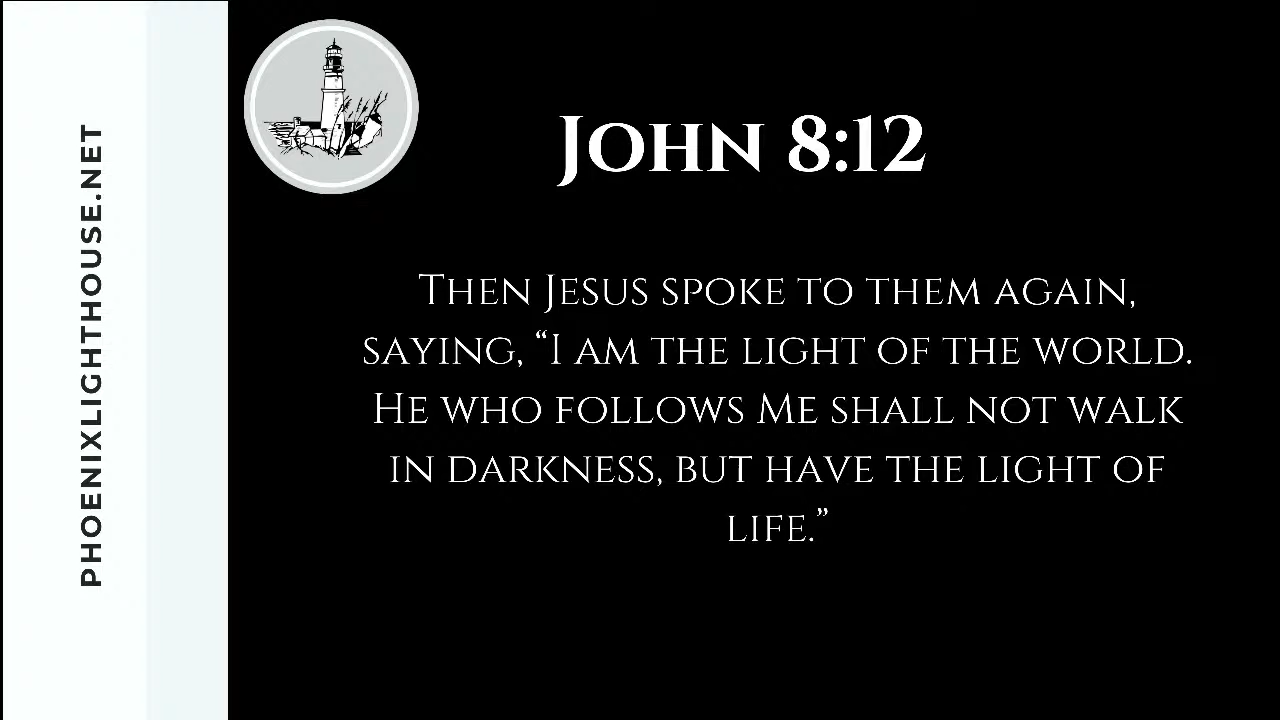 PHOENIXLIGHTHOUSE.NET
John 8:12
Then Jesus spoke to them again,
saying, “I am the light of the world.
He who follows Me shall not walk
in darkness, but have the light of
life.”